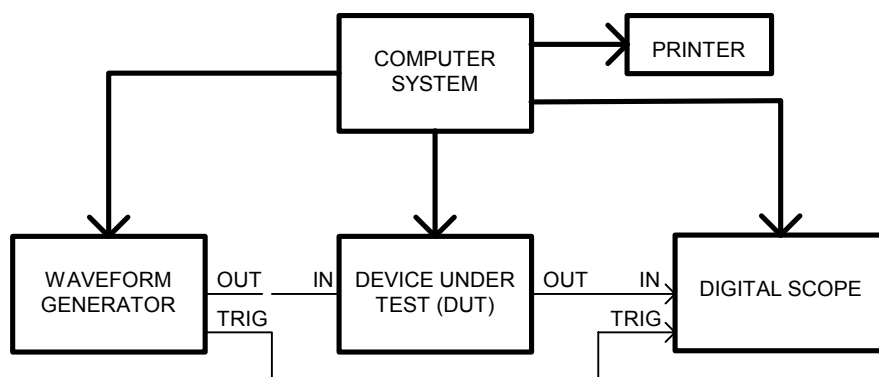 COMPUTER
SYSTEM
PRINTER
WAVEFORM
GENERATOR
OUT
TRIG
IN
DEVICE UNDER
TEST (DUT)
OUT
IN
TRIG
DIGITAL SCOPE